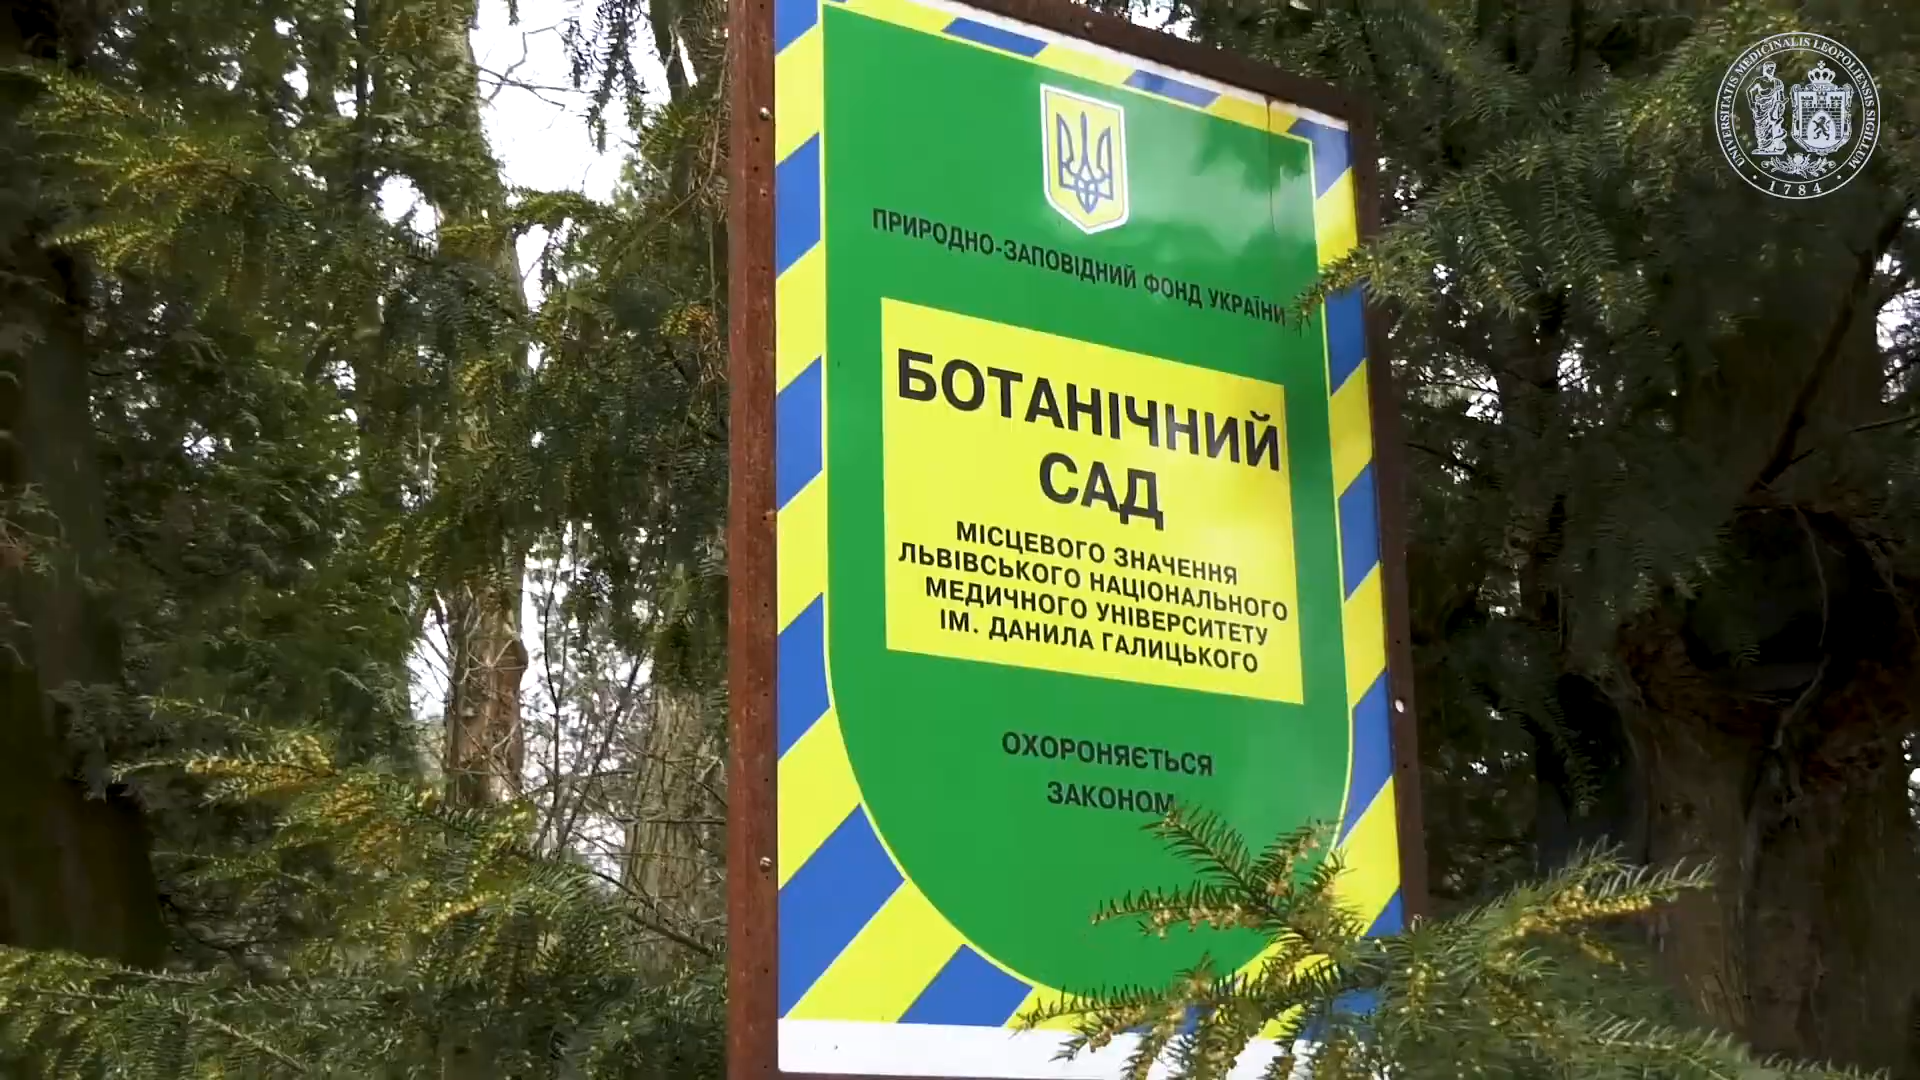 ПРИРОДНО-ЗАПОВІДНИЙ ФОНД УКРАЇНИ
БОТАНІЧНИЙ
САД
МІСЦЕВОГО ЗНАЧЕННЯ
ЛЬВІВСЬКОГО НАЦІОНАЛЬНОГО
МЕДИЧНОГО УНІВЕРСИТЕТУ
ІМ. ДАНИЛА ГАЛИЦЬКОГО
ОХОРОНЯЄТЬСЯ
ЗАКОНОМ
UNIVERSITATIS MEDICINALIS LEOPOLIENSIS SIGILLUM
• 1784 •